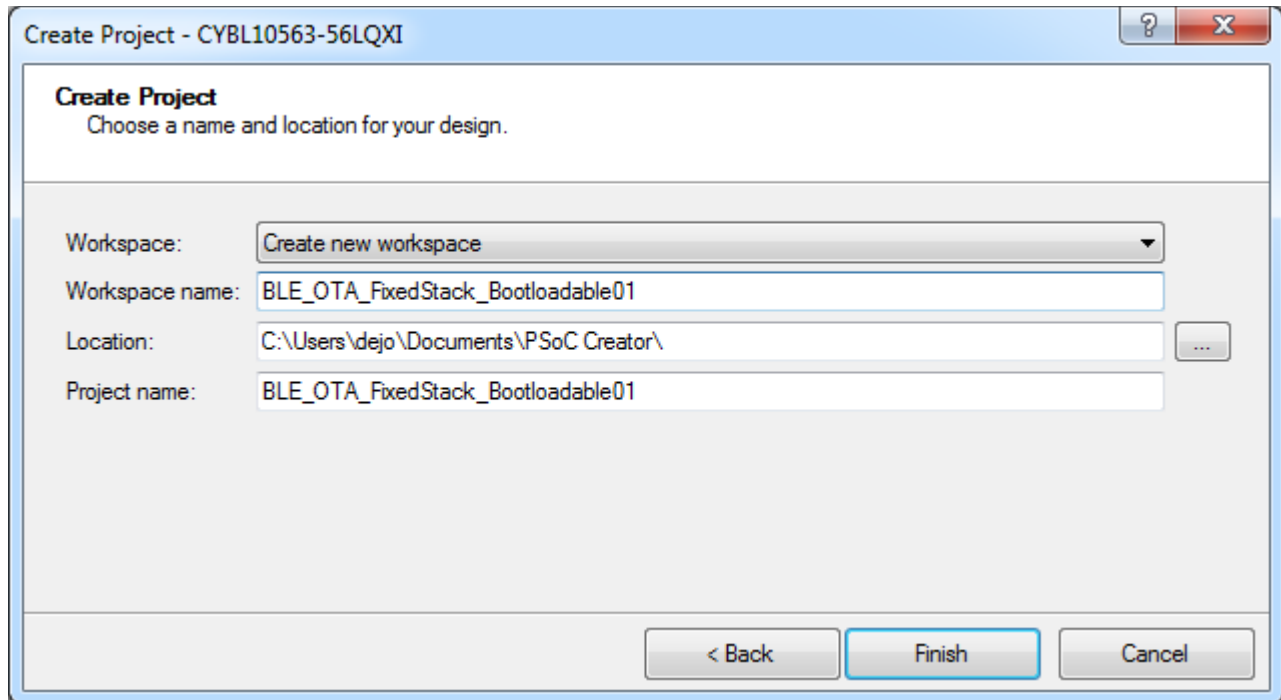 Create Project - CYBL10563-56LQXI
Create Project
Choose a name and location for your design.
Workspace: Create new workspace
Workspace name: BLE_OTA_FixedStack_Bootloadable01
Location: C:\Users\dejo\Documents\PSoC Creator\ ...
Project name: BLE_OTA_FixedStack_Bootloadable01
< Back Finish Cancel